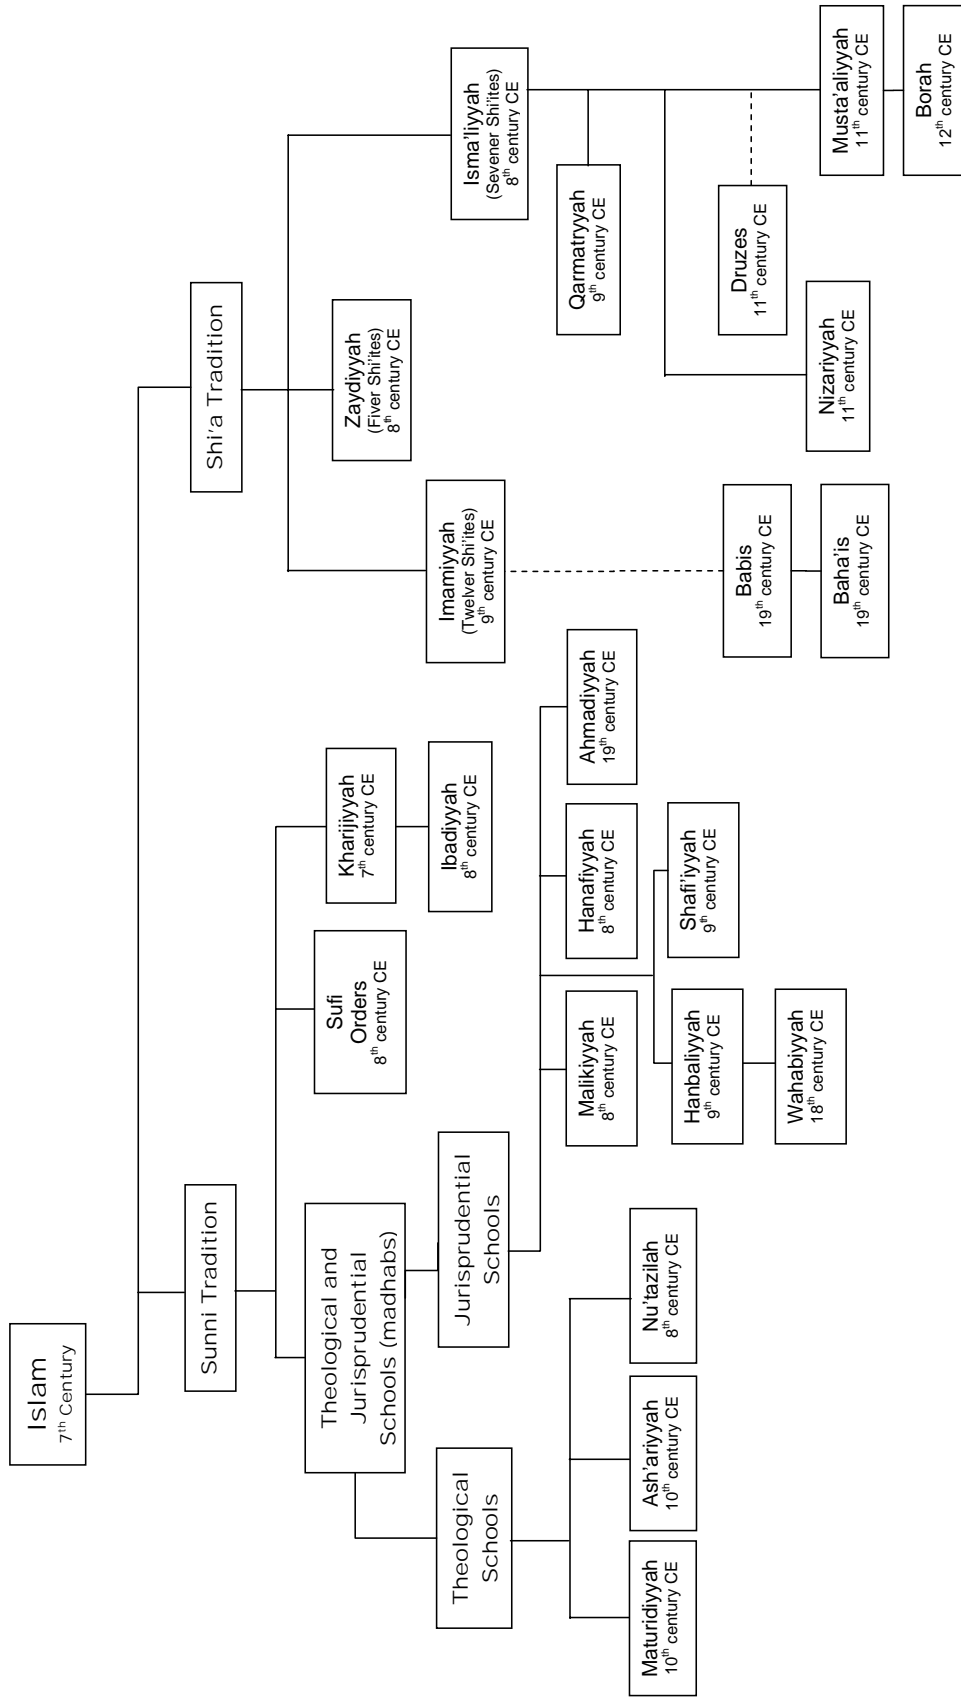 Islam
7th Century
Sunni Tradition
Shi'a Tradition
Theological and
Jurisprudential
Schools (madhabs)
Sufi
Orders
8th century CE
Kharijiyyah
7th century CE
Ibadiyyah
8th century CE
Theological
Schools
Jurisprudential
Schools
Maturidiyyah
10th century CE
Ash'ariyyah
10th century CE
Nu'tazilah
8th century CE
Malikiyyah
8th century CE
Hanafiyyah
8th century CE
Ahmadiyyah
19th century CE
Hanbaliyyah
9th century CE
Shafi'iyyah
9th century CE
Wahabiyyah
18th century CE
Imamiyyah
(Twelver Shi'ites)
9th century CE
Zaydiyyah
(Fiver Shi'ites)
8th century CE
Isma'liyyah
(Sevener Shi'ites)
8th century CE
Babis
19th century CE
Baha'is
19th century CE
Qarmatryyah
9th century CE
Druzes
11th century CE
Nizariyyah
11th century CE
Musta'aliyyah
11th century CE
Borah
12th century CE